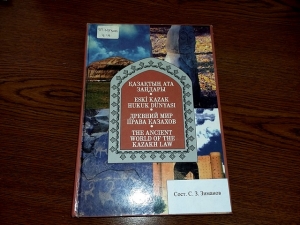 ҚАЗАҚТЫҢ АТА
ЗАҢДАРЫ
ESKİ KAZAK
HUKUK DÜNYASI
ДРЕВНИЙ МИР
ПРАВА КАЗАХОВ
THE ANCIENT
WORLD OF THE
KAZAKH LAW
Сост. С. З. Зиманов